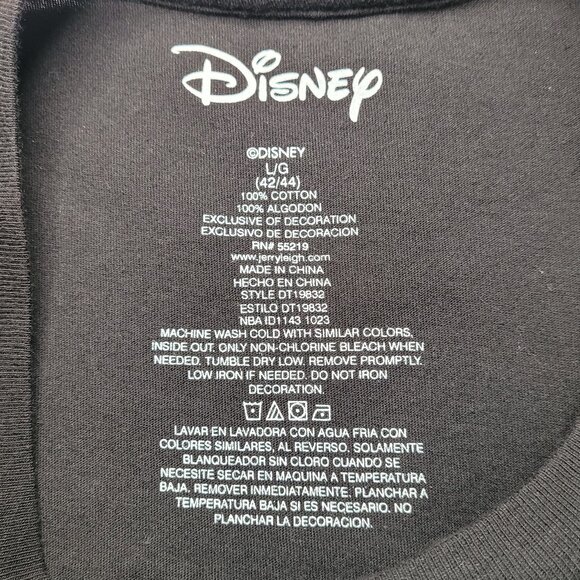 Disney
©DISNEY
L/G
(42/44)
100% COTTON
100% ALGODON
EXCLUSIVE OF DECORATION
EXCLUSIVO DE DECORACION
RN# 55219
www.jerryleigh.com
MADE IN CHINA
HECHO EN CHINA
STYLE DT19832
ESTILO DT19832
NBA ID1143 1023
MACHINE WASH COLD WITH SIMILAR COLORS,
INSIDE OUT. ONLY NON-CHLORINE BLEACH WHEN
NEEDED. TUMBLE DRY LOW. REMOVE PROMPTLY.
LOW IRON IF NEEDED. DO NOT IRON
DECORATION
LAVAR EN LAVADORA CON AGUA FRIA CON
COLORES SIMILARES, AL REVERSO. SOLAMENTE
BLANQUEADOR SIN CLORO CUANDO SE
NECESITE SECAR EN MAQUINA A TEMPERATURA
BAJA. REMOVER INMEDIATAMENTE. PLANCHAR A
TEMPERATURA BAJA SI ES NECESARIO. NO
PLANCHAR LA DECORACION.